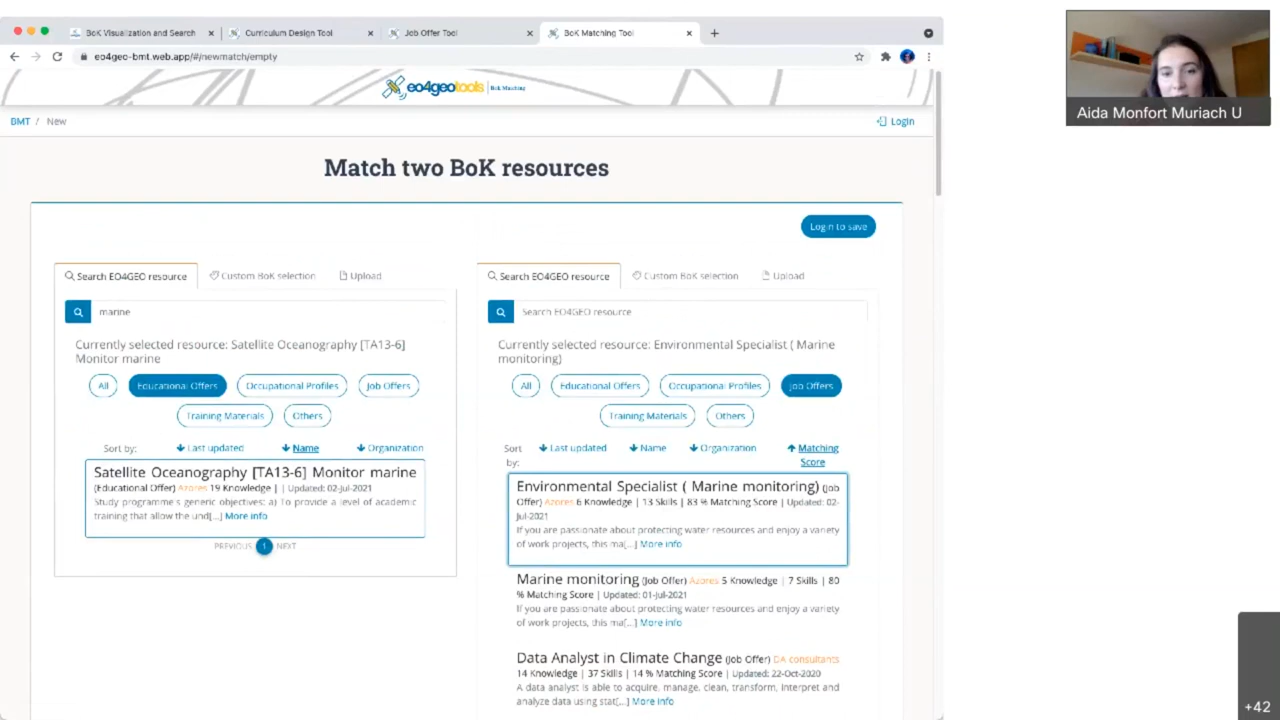 BoK Visualization and Search
Curriculum Design Tool
Job Offer Tool
BoK Matching Tool
eo4geo-bmt.web.app/#/newmatch/empty
eo4geotools | BoK Matching
BMT / New
Login
Match two BoK resources
Login to save
Search EO4GEO resource
Custom BoK selection
Upload
marine
Currently selected resource: Satellite Oceanography [TA13-6]
Monitor marine
All
Educational Offers
Occupational Profiles
Job Offers
Training Materials
Others
Sort by:
Last updated
Name
Organization
Satellite Oceanography [TA13-6] Monitor marine
(Educational Offer) Azores 19 Knowledge | | Updated: 02-Jul-2021
Study programme's generic objectives: a) To provide a level of academic
training that allow the und[...] More info
PREVIOUS 1 NEXT
Search EO4GEO resource
Custom BoK selection
Upload
Search EO4GEO resource
Currently selected resource: Environmental Specialist ( Marine
monitoring)
All
Educational Offers
Occupational Profiles
Job Offers
Training Materials
Others
Sort
by:
Last updated
Name
Organization
Matching
Score
Environmental Specialist ( Marine monitoring) (Job
Offer) Azores 6 Knowledge | 13 Skills | 83 % Matching Score | Updated: 02-
Jul-2021
If you are passionate about protecting water resources and enjoy a variety
of work projects, this ma[...] More info
Marine monitoring (Job Offer) Azores 5 Knowledge | 7 Skills | 80
% Matching Score | Updated: 01-Jul-2021
If you are passionate about protecting water resources and enjoy a variety
of work projects, this ma[...] More info
Data Analyst in Climate Change (Job Offer) DA consultants
14 Knowledge | 37 Skills | 14 % Matching Score | Updated: 22-Oct-2020
A data analyst is able to acquire, manage, clean, transform, interpret and
analyze data using stat[...] More info
Aida Monfort Muriach U
+42